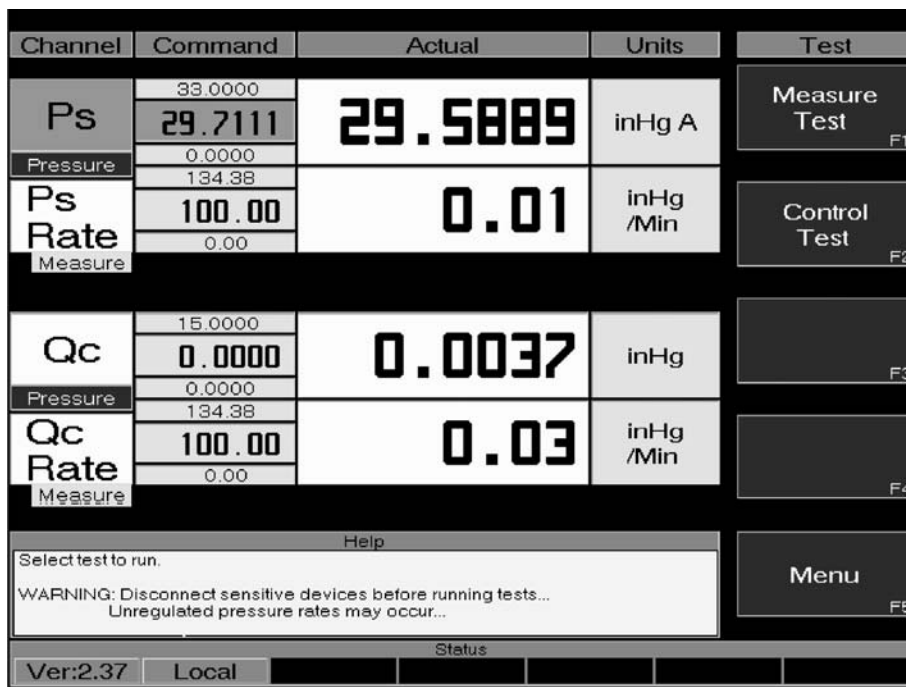 Channel Command Actual Units Test
33.0000
Ps 29.7111 29.5889 inHg A
0.0000
Pressure
Measure
Test
F1
134.38
Ps
Rate 100.00 0.01 inHg
/Min
0.00
Measure
Control
Test
F2
15.0000
Qc 0.0000 0.0037 inHg
0.0000
Pressure
F3
134.38
Qc
Rate 100.00 0.03 inHg
/Min
0.00
Measure
F4
Help
Select test to run.
WARNING: Disconnect sensitive devices before running tests...
Unregulated pressure rates may occur...
Menu
F5
Status
Ver:2.37 Local